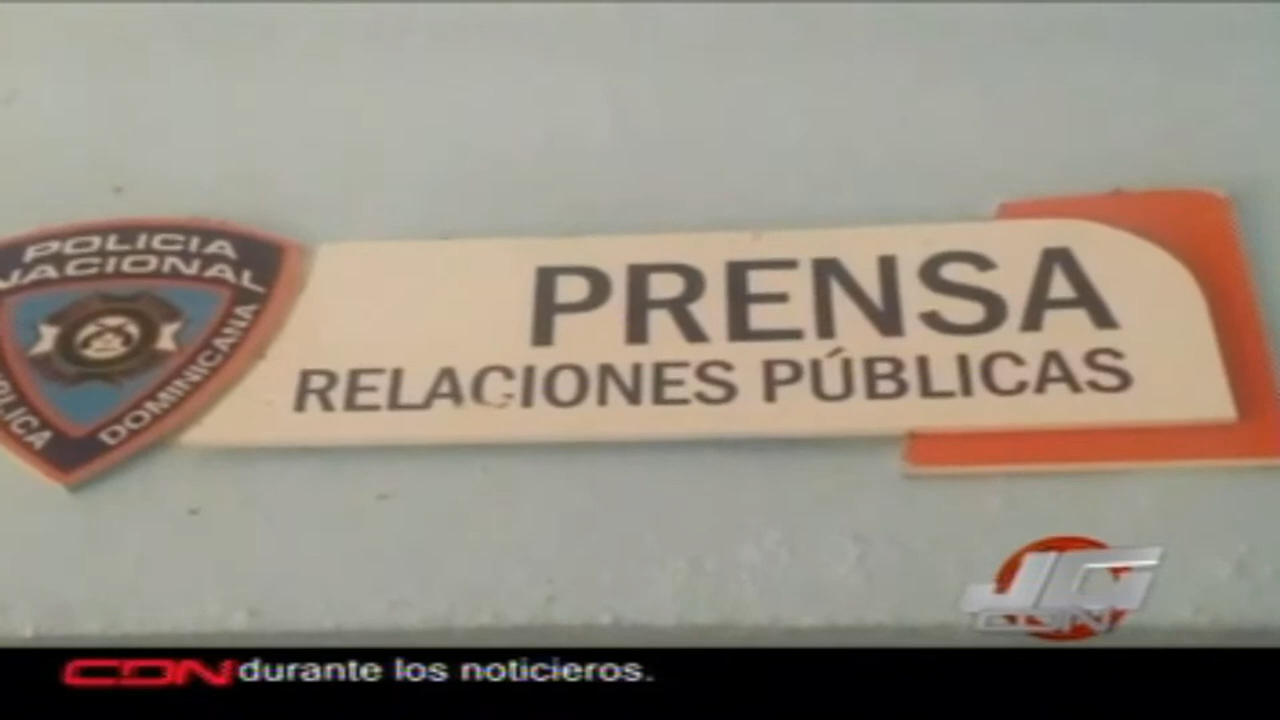 POLICIA
NACIONAL
DOMINICANA
PRENSA
RELACIONES PÚBLICAS
CDN durante los noticieros.